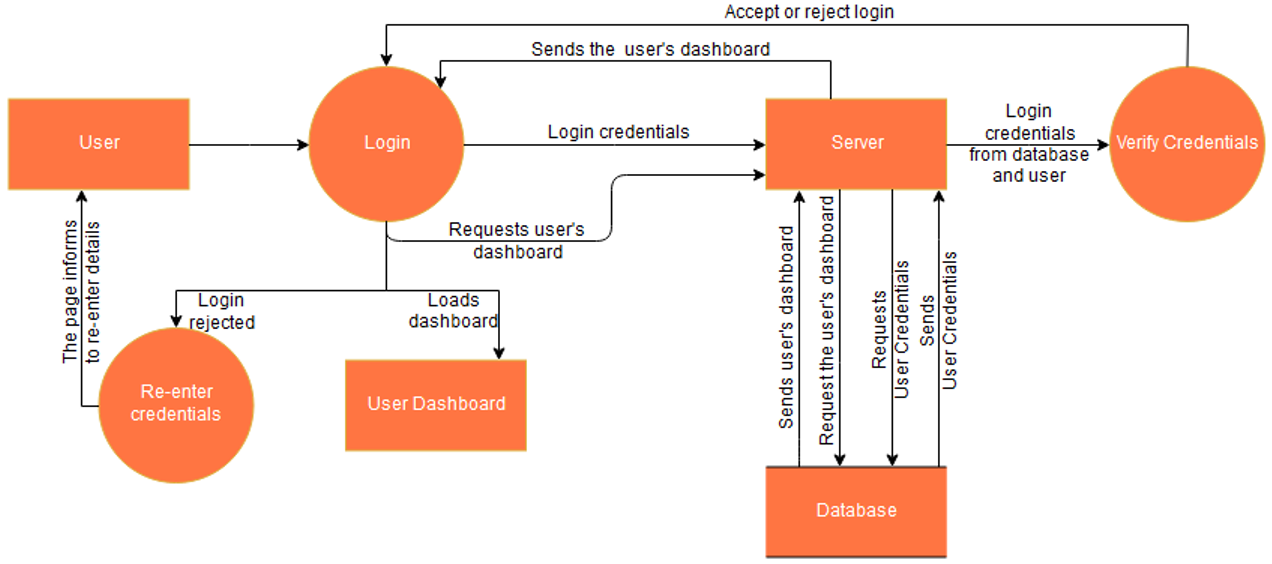 Accept or reject login
Sends the user's dashboard
User
Login
Login credentials
Server
Login
credentials
from database
and user
Verify Credentials
Requests user's
dashboard
The page informs
to re-enter details
Login
rejected
Loads
dashboard
Sends user's dashboard
Request the user's dashboard
Requests
User Credentials
Sends
User Credentials
Re-enter
credentials
User Dashboard
Database